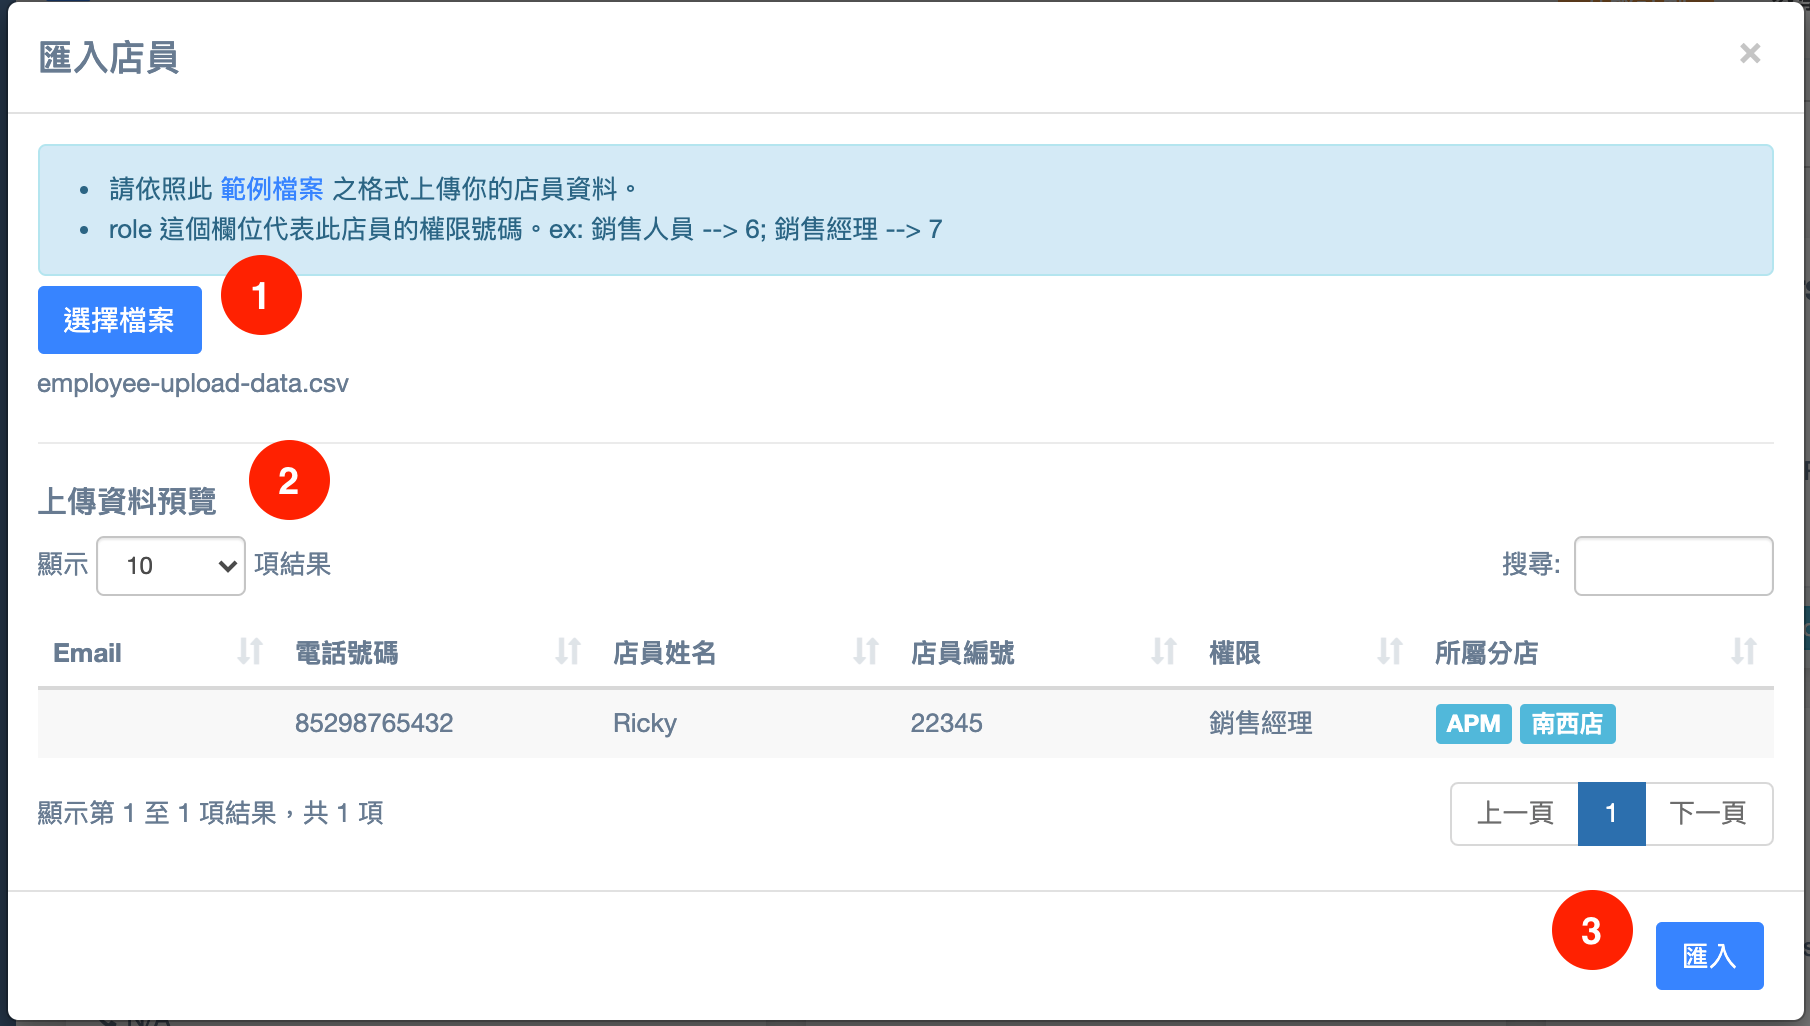 匯入店員 ×
• 請依照此 範例檔案 之格式上傳你的店員資料。
• role 這個欄位代表此店員的權限號碼。ex: 銷售人員 --> 6; 銷售經理 --> 7
選擇檔案 1
employee-upload-data.csv
上傳資料預覽 2
顯示 10 項結果 搜尋:
Email 電話號碼 店員姓名 店員編號 權限 所屬分店
85298765432 Ricky 22345 銷售經理 APM 南西店
顯示第 1 至 1 項結果，共 1 項 上一頁 1 下一頁
3 匯入